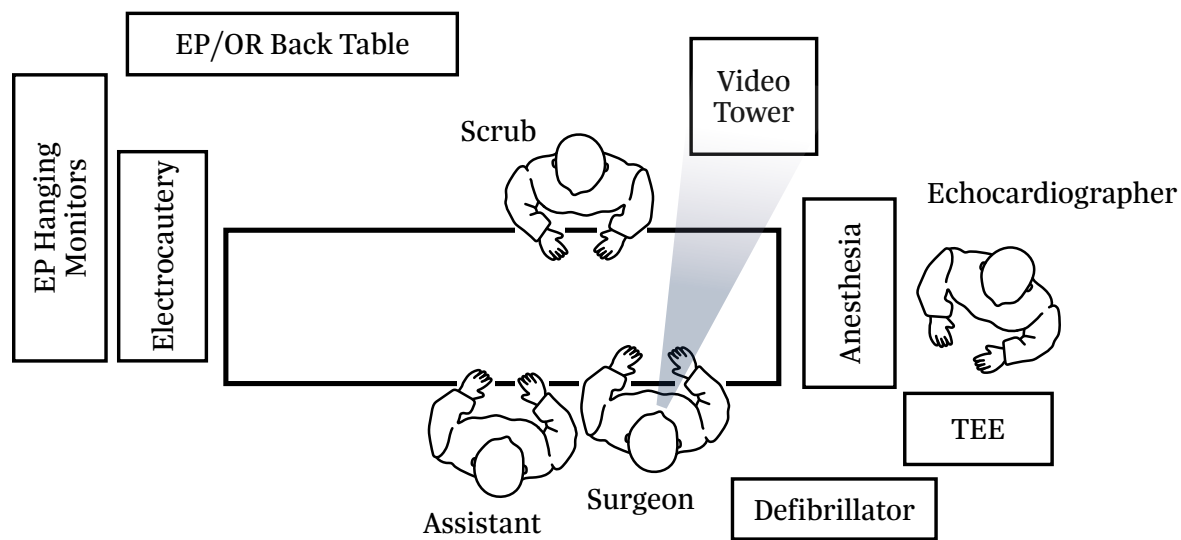 EP/OR Back Table
Video
Tower
Scrub
EP Hanging
Monitors
Electrocautery
Echocardiographer
Anesthesia
TEE
Surgeon
Defibrillator
Assistant